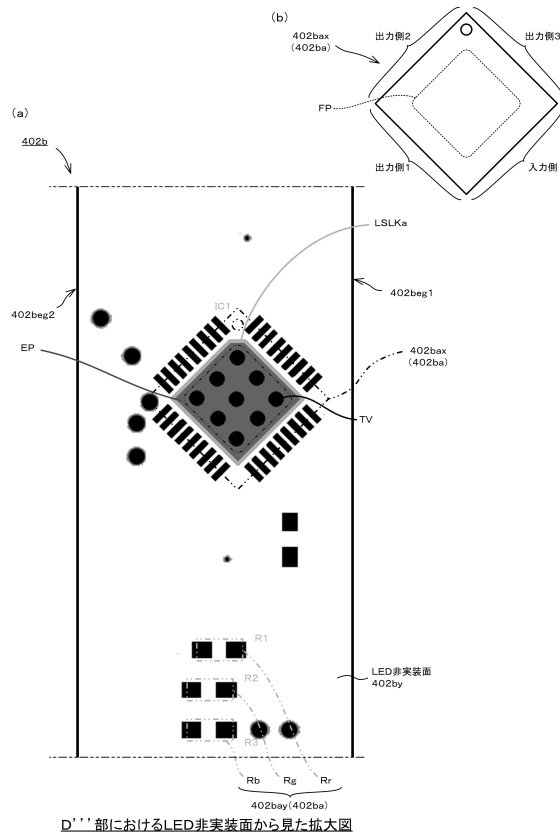 (b)
402bax
(402ba)
出力側2
出力側3
FP
出力側1
入力側
(a)
402b
LSLKa
402beg1
402beg2
IC1
EP
402bax
(402ba)
TV
R1
R2
R3
LED非実装面
402by
Rb
Rg
Rr
402bay(402ba)
D'''部におけるLED非実装面から見た拡大図